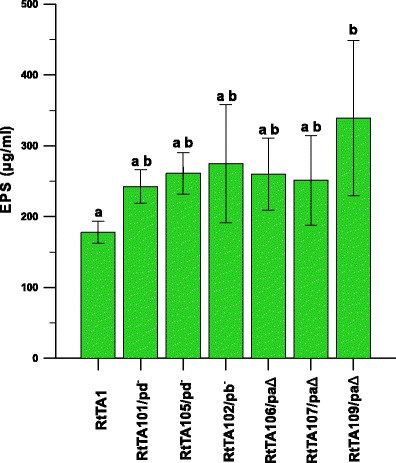 500
400
300
200
100
0
EPS (µg/ml)
a
a b
a b
a b
a b
a b
b
RtTA1
RtTA101/pd-
RtTA105/pd-
RtTA102/pb-
RtTA106/paΔ
RtTA107/paΔ
RtTA109/paΔ